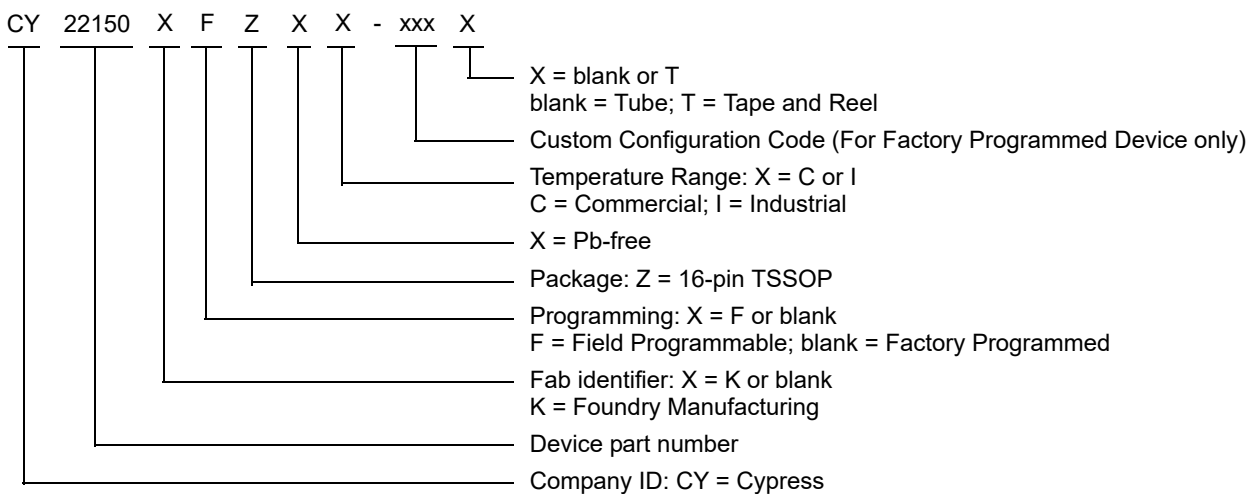 CY 22150 X F Z X X - xxx X
X = blank or T
blank = Tube; T = Tape and Reel
Custom Configuration Code (For Factory Programmed Device only)
Temperature Range: X = C or I
C = Commercial; I = Industrial
X = Pb-free
Package: Z = 16-pin TSSOP
Programming: X = F or blank
F = Field Programmable; blank = Factory Programmed
Fab identifier: X = K or blank
K = Foundry Manufacturing
Device part number
Company ID: CY = Cypress